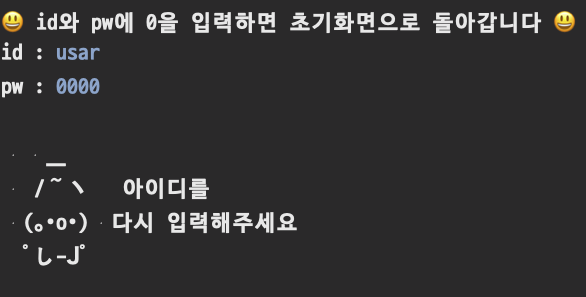 😃 id와 pw에 0을 입력하면 초기화면으로 돌아갑니다 😃
id : usar
pw : 0000
__
/ ~ ヽ 아이디를
(｡•o•) 다시 입력해주세요
ﾟし-Jﾟ